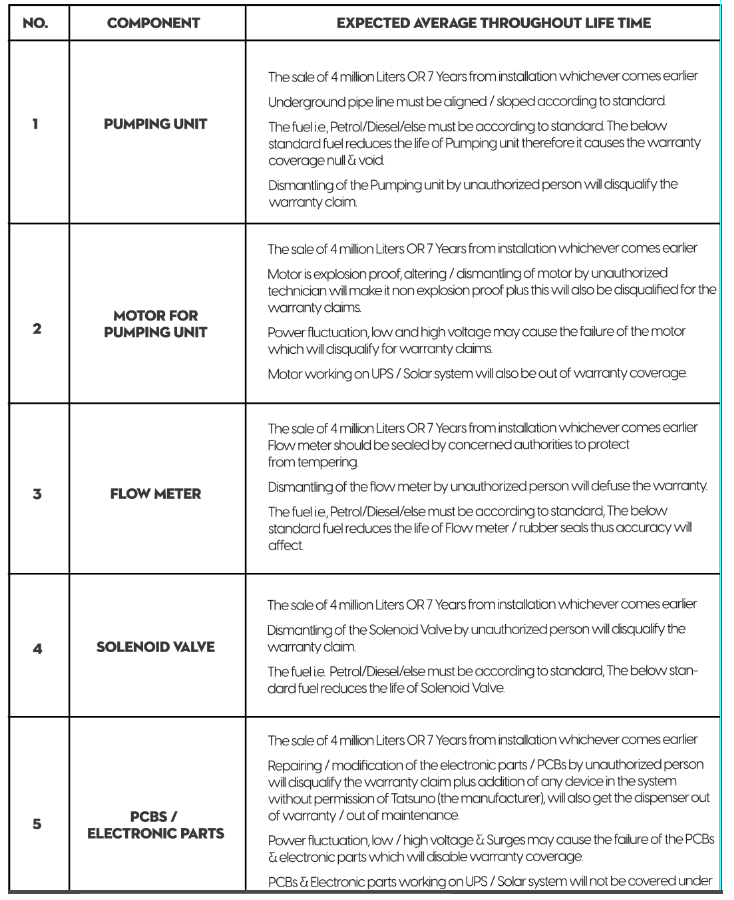 NO. COMPONENT EXPECTED AVERAGE THROUGHOUT LIFE TIME
1 PUMPING UNIT
The sale of 4 million Liters OR 7 Years from installation whichever comes earlier
Underground pipe line must be aligned / sloped according to standard.
The fuel i.e, Petrol/Diesel/else must be according to standard. The below
standard fuel reduces the life of Pumping unit therefore it causes the warranty
coverage null & void.
Dismantling of the Pumping unit by unauthorized person will disqualify the
warranty claim.
2 MOTOR FOR
PUMPING UNIT
The sale of 4 million Liters OR 7 Years from installation whichever comes earlier
Motor is explosion proof, altering / dismantling of motor by unauthorized
technician will make it non explosion proof plus this will also be disqualified for the
warranty claims.
Power fluctuation, low and high voltage may cause the failure of the motor
which will disqualify for warranty claims.
Motor working on UPS / Solar system will also be out of warranty coverage.
3 FLOW METER
The sale of 4 million Liters OR 7 Years from installation whichever comes earlier
Flow meter should be sealed by concerned authorities to protect
from tempering.
Dismantling of the flow meter by unauthorized person will defuse the warranty.
The fuel i.e, Petrol/Diesel/else must be according to standard, The below
standard fuel reduces the life of Flow meter / rubber seals thus accuracy will
affect.
4 SOLENOID VALVE
The sale of 4 million Liters OR 7 Years from installation whichever comes earlier
Dismantling of the Solenoid Valve by unauthorized person will disqualify the
warranty claim.
The fuel i.e. Petrol/Diesel/else must be according to standard, The below stan-
dard fuel reduces the life of Solenoid Valve.
5 PCBS /
ELECTRONIC PARTS
The sale of 4 million Liters OR 7 Years from installation whichever comes earlier
Repairing / modification of the electronic parts / PCBs by unauthorized person
will disqualify the warranty claim plus addition of any device in the system
without permission of Tatsuno (the manufacturer), will also get the dispenser out
of warranty / out of maintenance.
Power fluctuation, low / high voltage & Surges may cause the failure of the PCBs
& electronic parts which will disable warranty coverage.
PCBs & Electronic parts working on UPS / Solar system will not be covered under